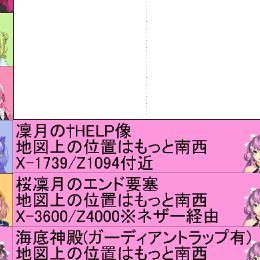 凜月の†HELP像
地図上の位置はもっと南西
X-1739/Z1094付近
桜凜月のエンド要塞
地図上の位置はもっと南西
X-3600/Z4000※ネザー経由
海底神殿(ガーディアントラップ有)
地図上の位置はもっと南西